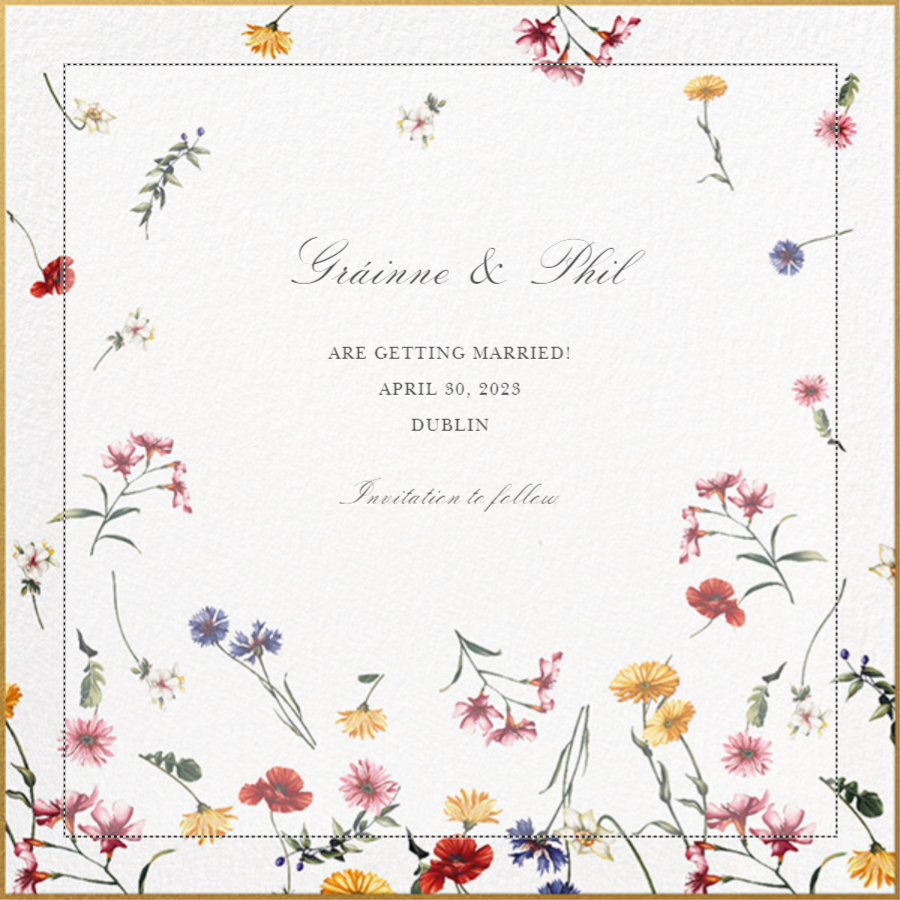 Gráinne & Phil
ARE GETTING MARRIED!
APRIL 30, 2023
DUBLIN
Invitation to follow